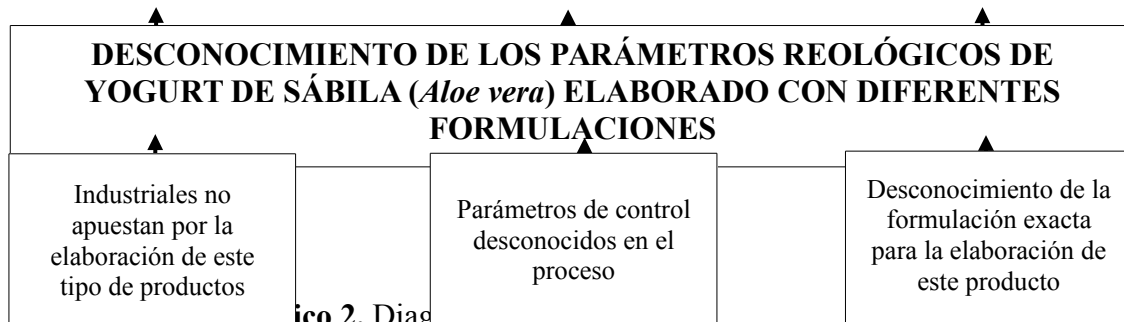 DESCONOCIMIENTO DE LOS PARÁMETROS REOLÓGICOS DE
YOGURT DE SÁBILA (Aloe vera) ELABORADO CON DIFERENTES
FORMULACIONES
Industriales no
apuestan por la
elaboración de este
tipo de productos
Parámetros de control
desconocidos en el
proceso
Desconocimiento de la
formulación exacta
para la elaboración de
este producto
2.